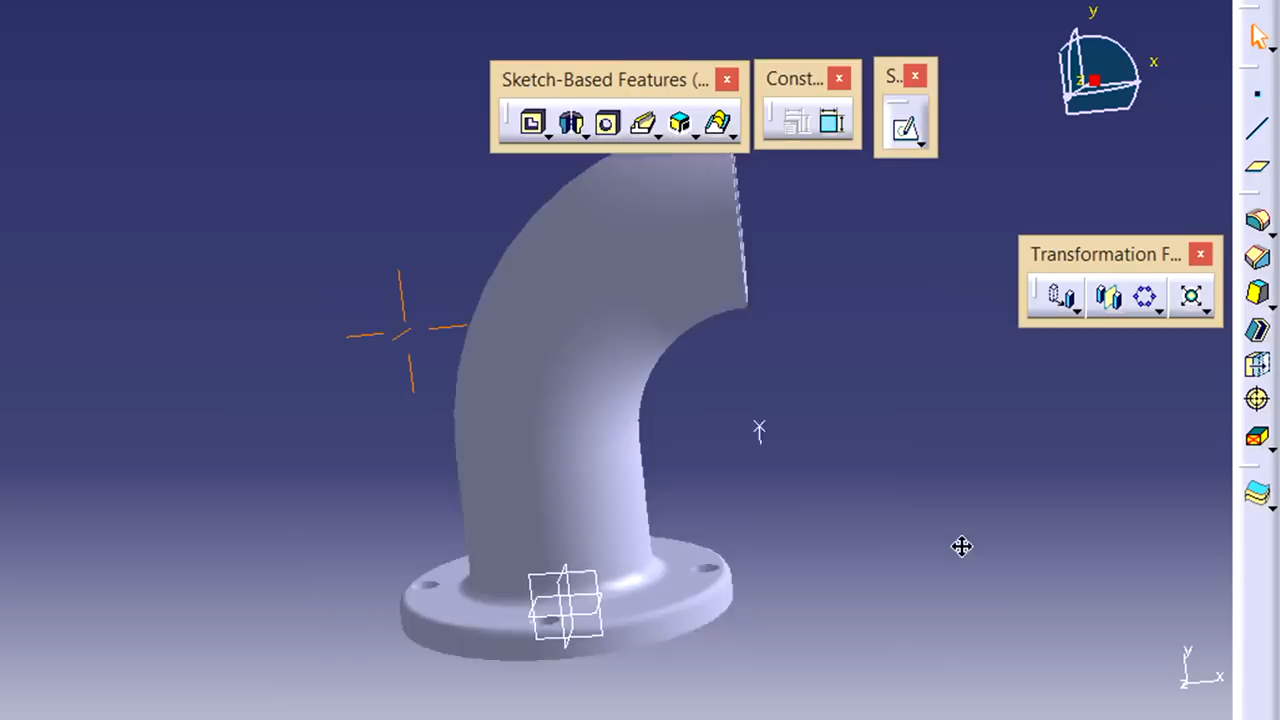 y
x
z
Sketch-Based Features (...
Const...
S..
Transformation F...
y
x
z